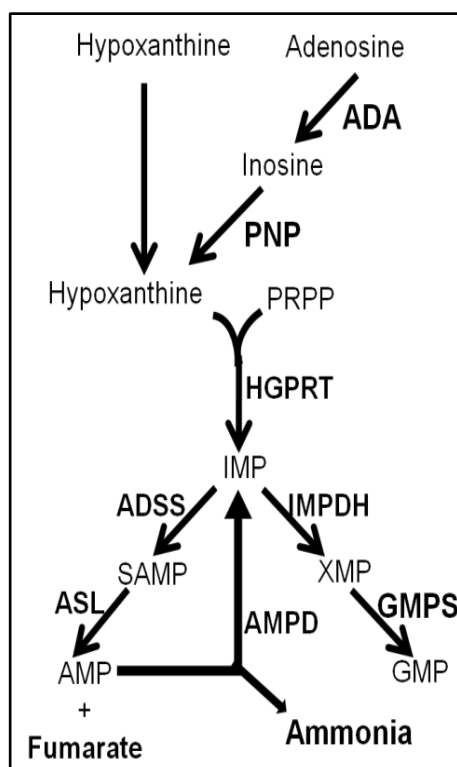 Hypoxanthine Adenosine
ADA
Inosine
PNP
Hypoxanthine PRPP
HGPRT
IMP
ADSS IMPDH
SAMP XMP
ASL AMPD GMPS
AMP GMP
+
Fumarate Ammonia